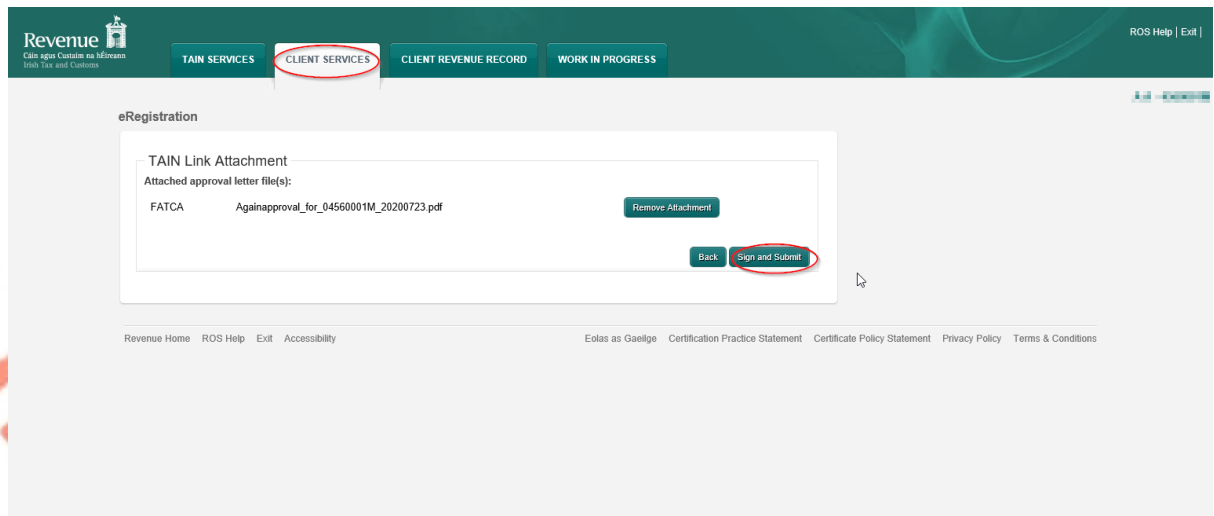 Revenue
Cáin agus Custaim na hÉireann
Irish Tax and Customs
ROS Help | Exit |
TAIN SERVICES CLIENT SERVICES CLIENT REVENUE RECORD WORK IN PROGRESS
eRegistration
TAIN Link Attachment
Attached approval letter file(s):
FATCA Againapproval_for_04560001M_20200723.pdf Remove Attachment
Back Sign and Submit
Revenue Home ROS Help Exit Accessibility Eolas as Gaeilge Certification Practice Statement Certificate Policy Statement Privacy Policy Terms & Conditions